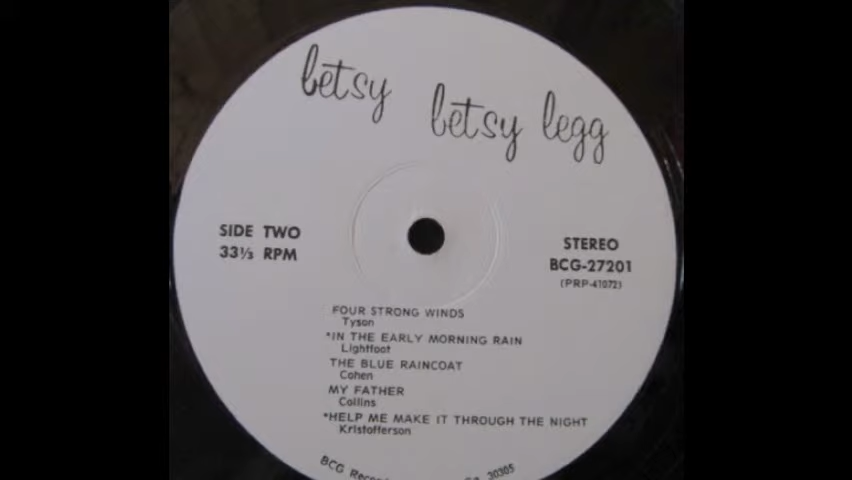 betsy
betsy legg
SIDE TWO
33⅓ RPM
STEREO
BCG-27201
(PRP-41072)
FOUR STRONG WINDS
Tyson
*IN THE EARLY MORNING RAIN
Lightfoot
THE BLUE RAINCOAT
Cohen
MY FATHER
Collins
*HELP ME MAKE IT THROUGH THE NIGHT
Kristofferson
BCG 30305